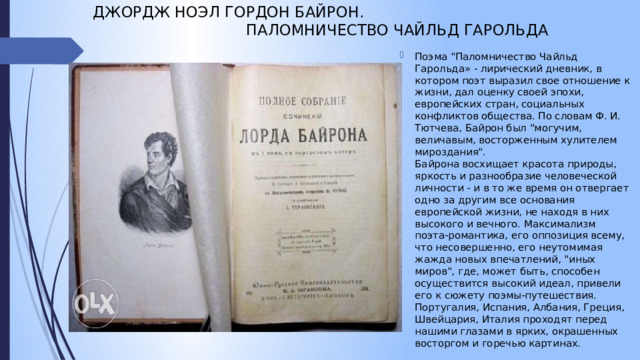 ДЖОРДЖ НОЭЛ ГОРДОН БАЙРОН.
ПАЛОМНИЧЕСТВО ЧАЙЛЬД ГАРОЛЬДА
Поэма "Паломничество Чайльд
Гарольда» - лирический дневник, в
котором поэт выразил свое отношение к
жизни, дал оценку своей эпохи,
европейских стран, социальных
конфликтов общества. По словам Ф. И.
Тютчева, Байрон был "могучим,
величавым, восторженным хулителем
мироздания".
Байрона восхищает красота природы,
яркость и разнообразие человеческой
личности - и в то же время он отвергает
одно за другим все основания
европейской жизни, не находя в них
высокого и вечного. Максимализм
поэта-романтика, его оппозиция всему,
что несовершенно, его неутомимая
жажда новых впечатлений, "иных
миров", где, может быть, способен
осуществится высокий идеал, привели
его к сюжету поэмы-путешествия.
Португалия, Испания, Албания, Греция,
Швейцария, Италия проходят перед
нашими глазами в ярких, окрашенных
восторгом и горечью картинах.
ПОЛНОЕ СОБРАНІЕ
СОЧИНЕНІЙ
ЛОРДА БАЙРОНА
Южно-Русское Книгоиздательство
OLX